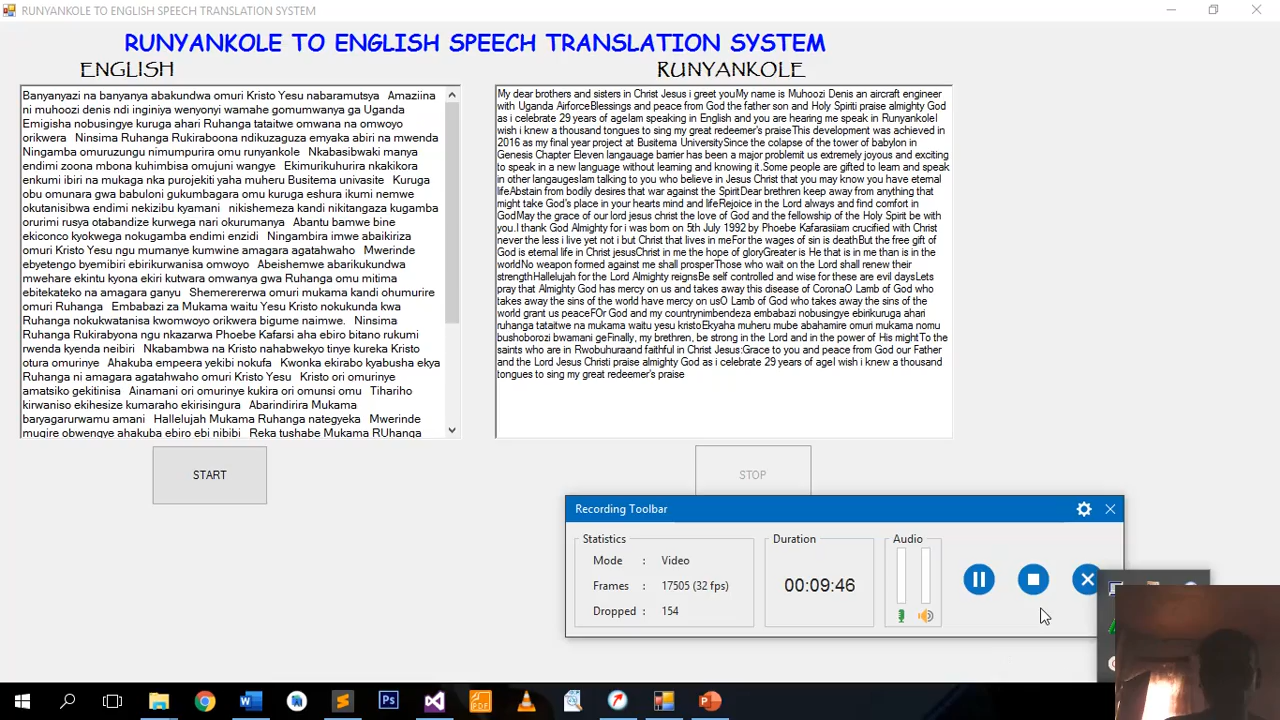 RUNYANKOLE TO ENGLISH SPEECH TRANSLATION SYSTEM
RUNYANKOLE TO ENGLISH SPEECH TRANSLATION SYSTEM
ENGLISH
Banyanyazi na banyanya abakundwa omuri Kristo Yesu nabaramutsya Amaziina
ni muhoozi denis ndi inginiya wenyonyi wamahe gomumwanya ga Uganda
Emigisha nobusingye kuruga ahari Ruhanga tataitwe omwana na omwoyo
orikwera Ninsima Ruhanga Rukiraboona ndikuzaguza emyaka abiri na mwenda
Ningamba omuruzungu nimumpurira omu runyankole Nkabasibwaki manya
endimi zoona mbona kuhimbisa omujuni wangye Ekimurikuhurira nkakikora
enkumi ibiri na mukaga nka purojekiti yaha muheru Busitema univasite Kuruga
obu omunara gwa babuloni gukumbagara omu kuruga eshura ikumi nemwe
okutanisibwa endimi nekizibu kyamani nikishemeza kandi nikitangaza kugamba
orurimi rusya otabandize kurwega nari okurumanya Abantu bamwe bine
ekiconco kyokwega nokugamba endimi enzidi Ningambira imwe abaikiriza
omuri Kristo Yesu ngu mumanye kumwine amagara agatahwaho Mwerinde
ebyetengo byemibiri ebirikurwanisa omwoyo Abeishemwe abarikukundwa
mwehare ekintu kyona ekiri kutwara omwanya gwa Ruhanga omu mitima
ebitekateko na amagara ganyu Shemererwa omuri mukama kandi ohumurire
omuri Ruhanga Embabazi za Mukama waitu Yesu Kristo nokukunda kwa
Ruhanga nokukwatanisa kwomwoyo orikwera bigume naimwe. Ninsima
Ruhanga Rukirabyona ngu nkazarwa Phoebe Kafarsi aha ebiro bitano rukumi
rwenda kyenda neibiri Nkabambwa na Kristo nahabwekyo tinye kureka Kristo
otura omurinye Ahakuba empeera yekibi nokufa Kwonka ekirabo kyabusha ekya
Ruhanga ni amagara agatahwaho omuri Kristo Yesu Kristo ori omurinye
amatsiko gekitinisa Ainamani ori omurinye kukira ori omunsi omu Tihariho
kirwaniso ekihesize kumaraho ekirisingura Abarindirira Mukama
baryagarurwamu amani Hallelujah Mukama Ruhanga nategyeka Mwerinde
mugire obwengye ahakuba ebiro ebi nibibi Reka tushabe Mukama RUhanga
RUNYANKOLE
My dear brothers and sisters in Christ Jesus i greet youMy name is Muhoozi Denis an aircraft engineer
with Uganda AirforceBlessings and peace from God the father son and Holy Spiriti praise almighty God
as i celebrate 29 years of ageIam speaking in English and you are hearing me speak in RunyankoleI
wish i knew a thousand tongues to sing my great redeemer's praiseThis development was achieved in
2016 as my final year project at Busitema UniversitySince the colapse of the tower of babylon in
Genesis Chapter Eleven langauage barrier has been a major problemit us extremely joyous and exciting
to speak in a new language without learning and knowing it.Some people are gifted to learn and speak
in other langaugesIam talking to you who believe in Jesus Christ that you may know you have eternal
lifeAbstain from bodily desires that war against the SpiritDear brethren keep away from anything that
might take God's place in your hearts mind and lifeRejoice in the Lord always and find comfort in
GodMay the grace of our lord jesus christ the love of God and the fellowship of the Holy Spirit be with
you.I thank God Almighty for i was born on 5th July 1992 by Phoebe Kafarasiiam crucified with Christ
never the less i live yet not i but Christ that lives in meFor the wages of sin is deathBut the free gift of
God is eternal life in Christ jesusChrist in me the hope of gloryGreater is He that is in me than is in the
worldNo weapon formed against me shall prosperThose who wait on the Lord shall renew their
strengthHallelujah for the Lord Almighty reignsBe self controlled and wise for these are evil daysLets
pray that Almighty God has mercy on us and takes away this disease of CoronaO Lamb of God who
takes away the sins of the world have mercy on usO Lamb of God who takes away the sins of the
world grant us peaceFOr God and my countrynimbendeza embabazi nobusingye ebirikuruga ahari
ruhanga tataitwe na mukama waitu yesu kristoEkyaha muheru mube abahamire omuri mukama nomu
bushoborozi bwamani geFinally, my brethren, be strong in the Lord and in the power of His mightTo the
saints who are in Rwobuhuraand faithful in Christ Jesus:Grace to you and peace from God our Father
and the Lord Jesus Christi praise almighty God as i celebrate 29 years of ageI wish i knew a thousand
tongues to sing my great redeemer's praise
START
STOP
Recording Toolbar
Statistics
Mode : Video
Frames : 17505 (32 fps)
Dropped : 154
Duration
00:09:46
Audio